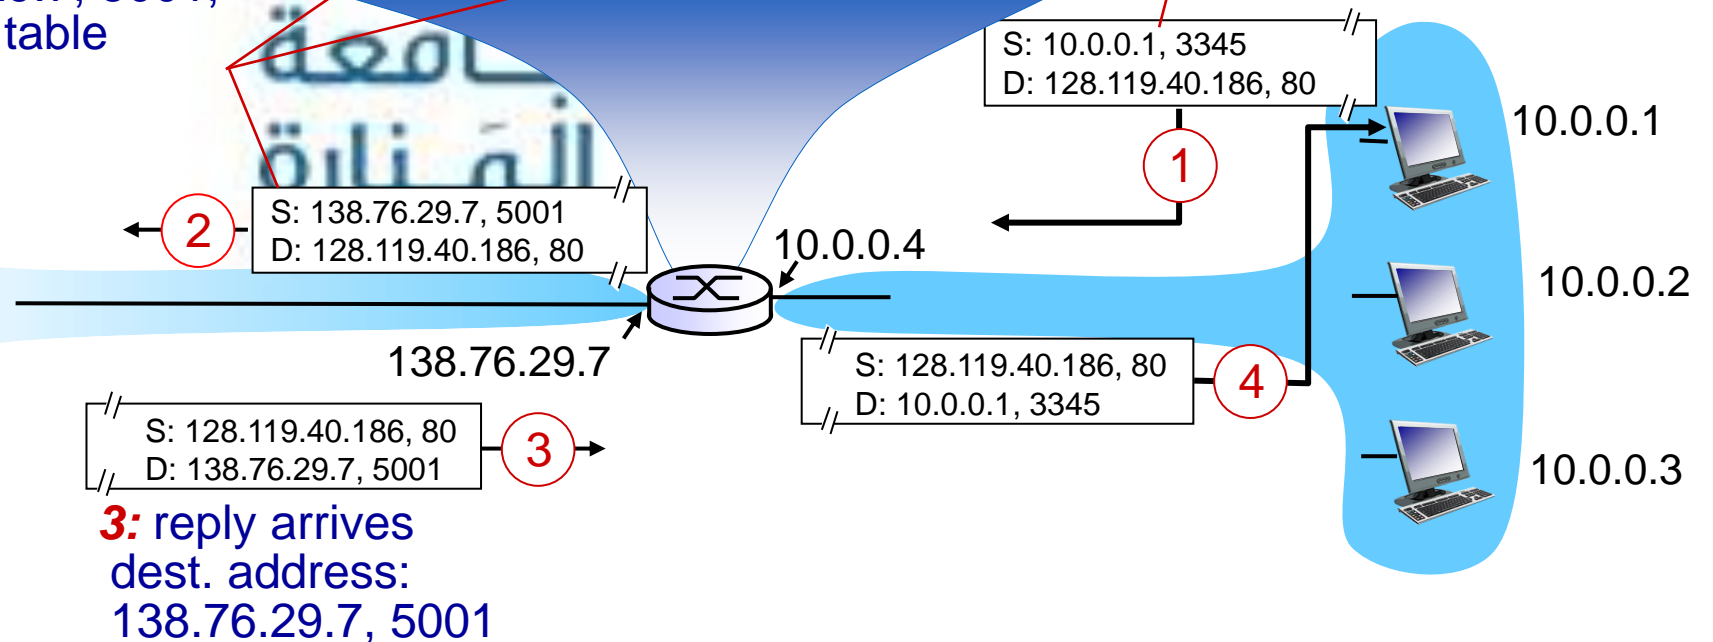 table
جامعة
المَنارة
S: 10.0.0.1, 3345
D: 128.119.40.186, 80
10.0.0.1
1
2
S: 138.76.29.7, 5001
D: 128.119.40.186, 80
10.0.0.4
10.0.0.2
138.76.29.7
S: 128.119.40.186, 80
D: 10.0.0.1, 3345
4
S: 128.119.40.186, 80
D: 138.76.29.7, 5001
3
10.0.0.3
3: reply arrives
dest. address:
138.76.29.7, 5001